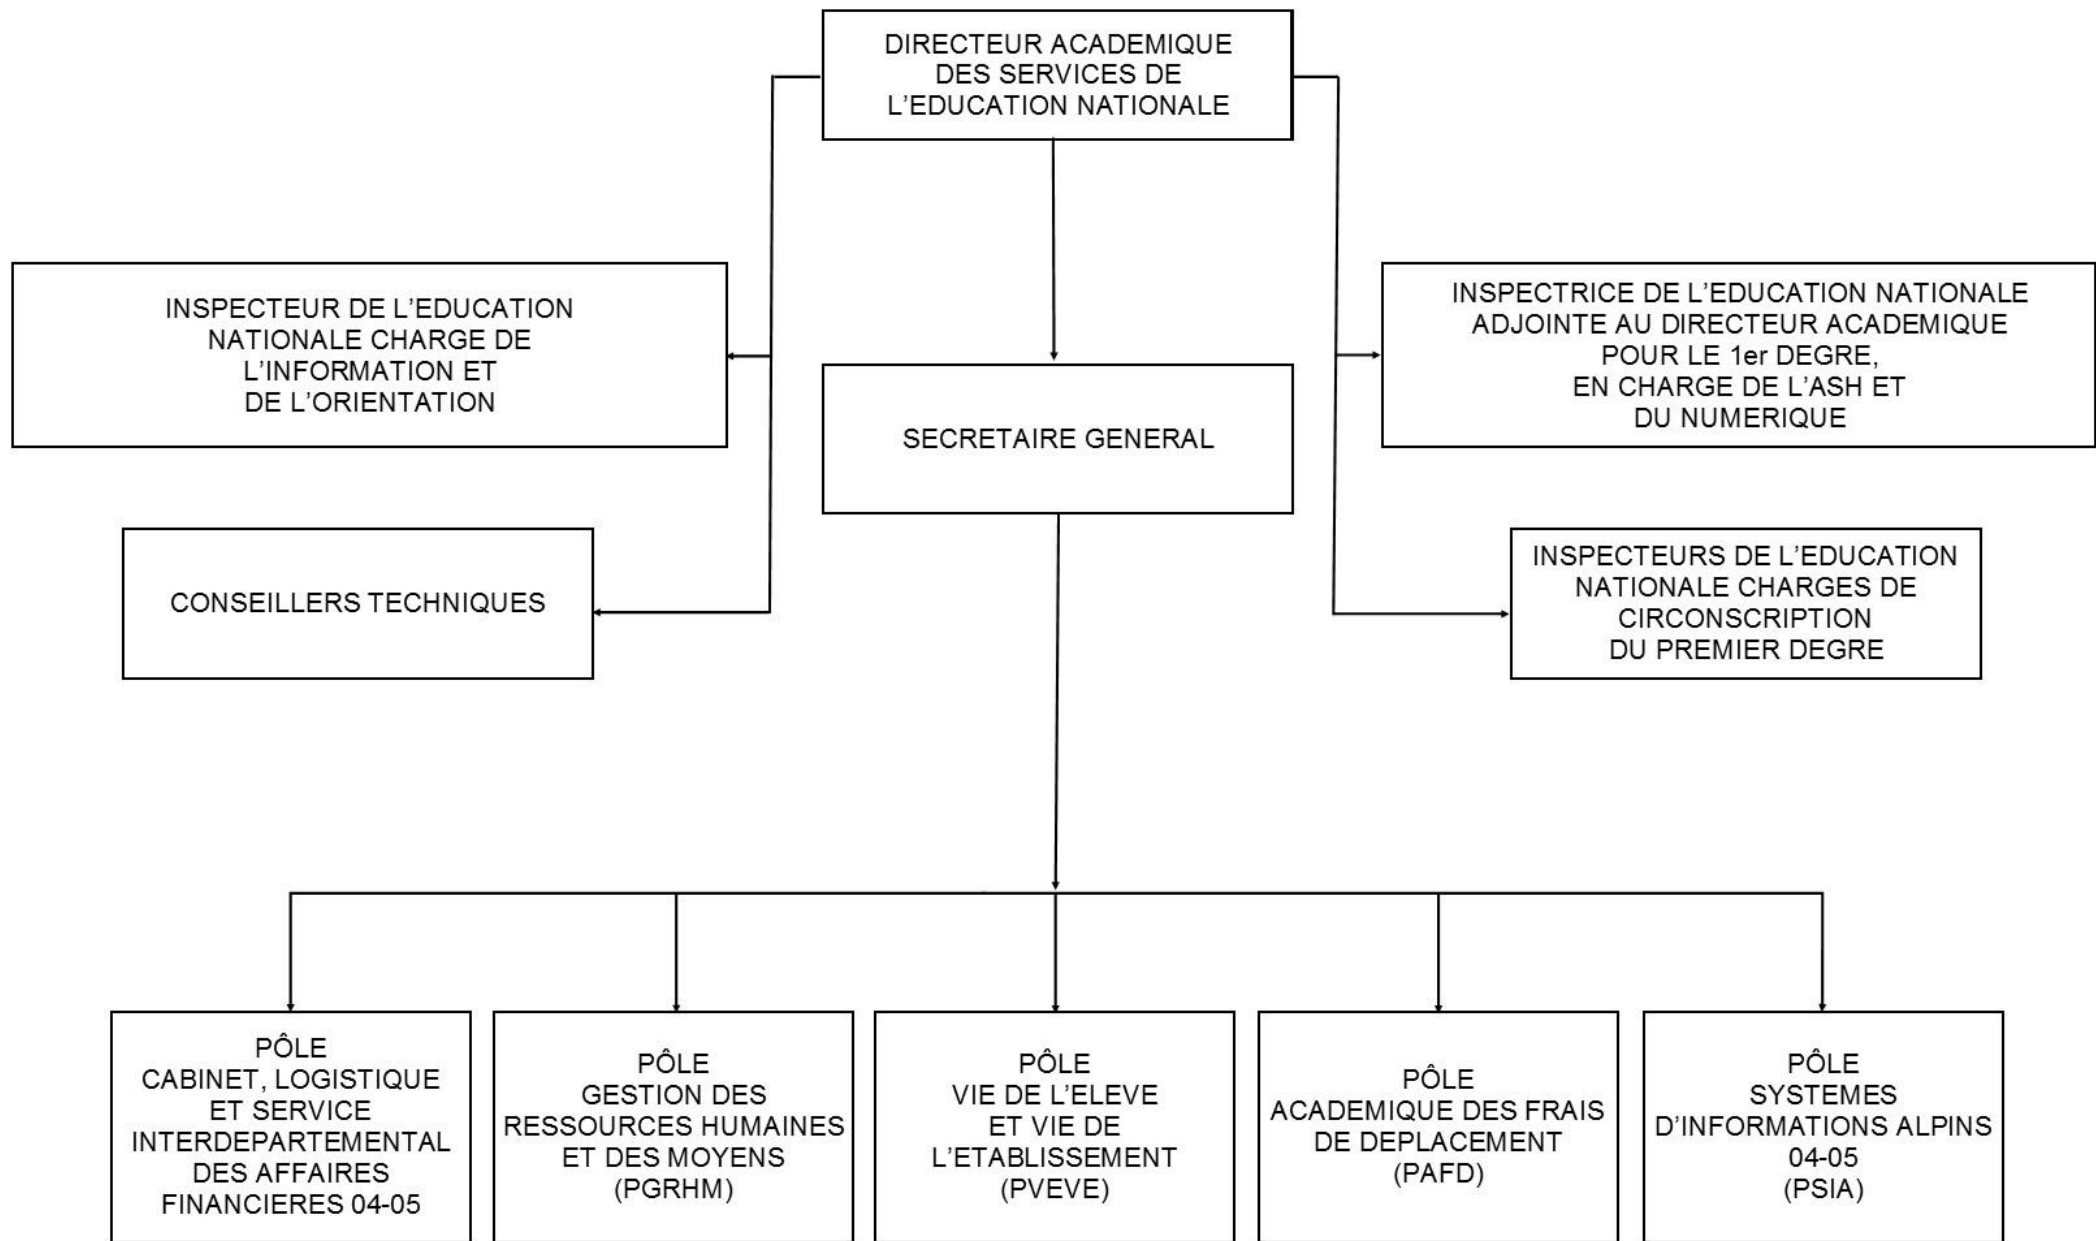 DIRECTEUR ACADEMIQUE
DES SERVICES DE
L’EDUCATION NATIONALE
INSPECTEUR DE L’EDUCATION
NATIONALE CHARGE DE
L’INFORMATION ET
DE L’ORIENTATION
INSPECTRICE DE L’EDUCATION NATIONALE
ADJOINTE AU DIRECTEUR ACADEMIQUE
POUR LE 1er DEGRE,
EN CHARGE DE L’ASH ET
DU NUMERIQUE
SECRETAIRE GENERAL
CONSEILLERS TECHNIQUES
INSPECTEURS DE L’EDUCATION
NATIONALE CHARGES DE
CIRCONSCRIPTION
DU PREMIER DEGRE
PÔLE
CABINET, LOGISTIQUE
ET SERVICE
INTERDEPARTEMENTAL
DES AFFAIRES
FINANCIERES 04-05
PÔLE
GESTION DES
RESSOURCES HUMAINES
ET DES MOYENS
(PGRHM)
PÔLE
VIE DE L’ELEVE
ET VIE DE
L’ETABLISSEMENT
(PVEVE)
PÔLE
ACADEMIQUE DES FRAIS
DE DEPLACEMENT
(PAFD)
PÔLE
SYSTEMES
D’INFORMATIONS ALPINS
04-05
(PSIA)